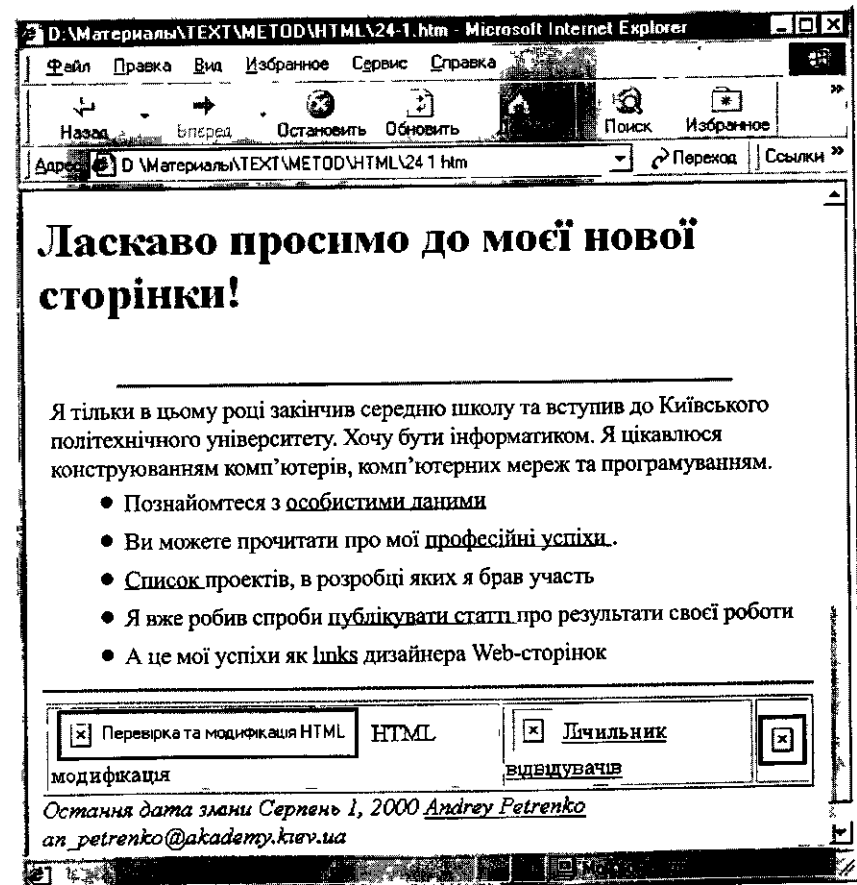 D:\Материалы\TEXT\METOD\HTML\24-1.htm - Microsoft Internet Explorer
Файл Правка Вид Избранное Сервис Справка
Назад Вперед Остановить Обновить Поиск Избранное »
Адрес D \Материалы\TEXT\METOD\HTML\24 1 htm Переход Ссылки »
Ласкаво просимо до моєї нової
сторінки!
Я тільки в цьому році закінчив середню школу та вступив до Київського
політехнічного університету. Хочу бути інформатиком. Я цікавлюся
конструюванням комп’ютерів, комп’ютерних мереж та програмуванням.
● Познайомтеся з особистими даними
● Ви можете прочитати про мої професійні успіхи .
● Список проектів, в розробці яких я брав участь
● Я вже робив спроби публікувати статті про результати своєї роботи
● А це мої успіхи як links дизайнера Web-сторінок
Перевірка та модифікація HTML HTML Лічильник
модифікація відвідувачів
Остання дата зміни Серпень 1, 2000 Andrey Petrenko
an_petrenko@akademy.kiev.ua